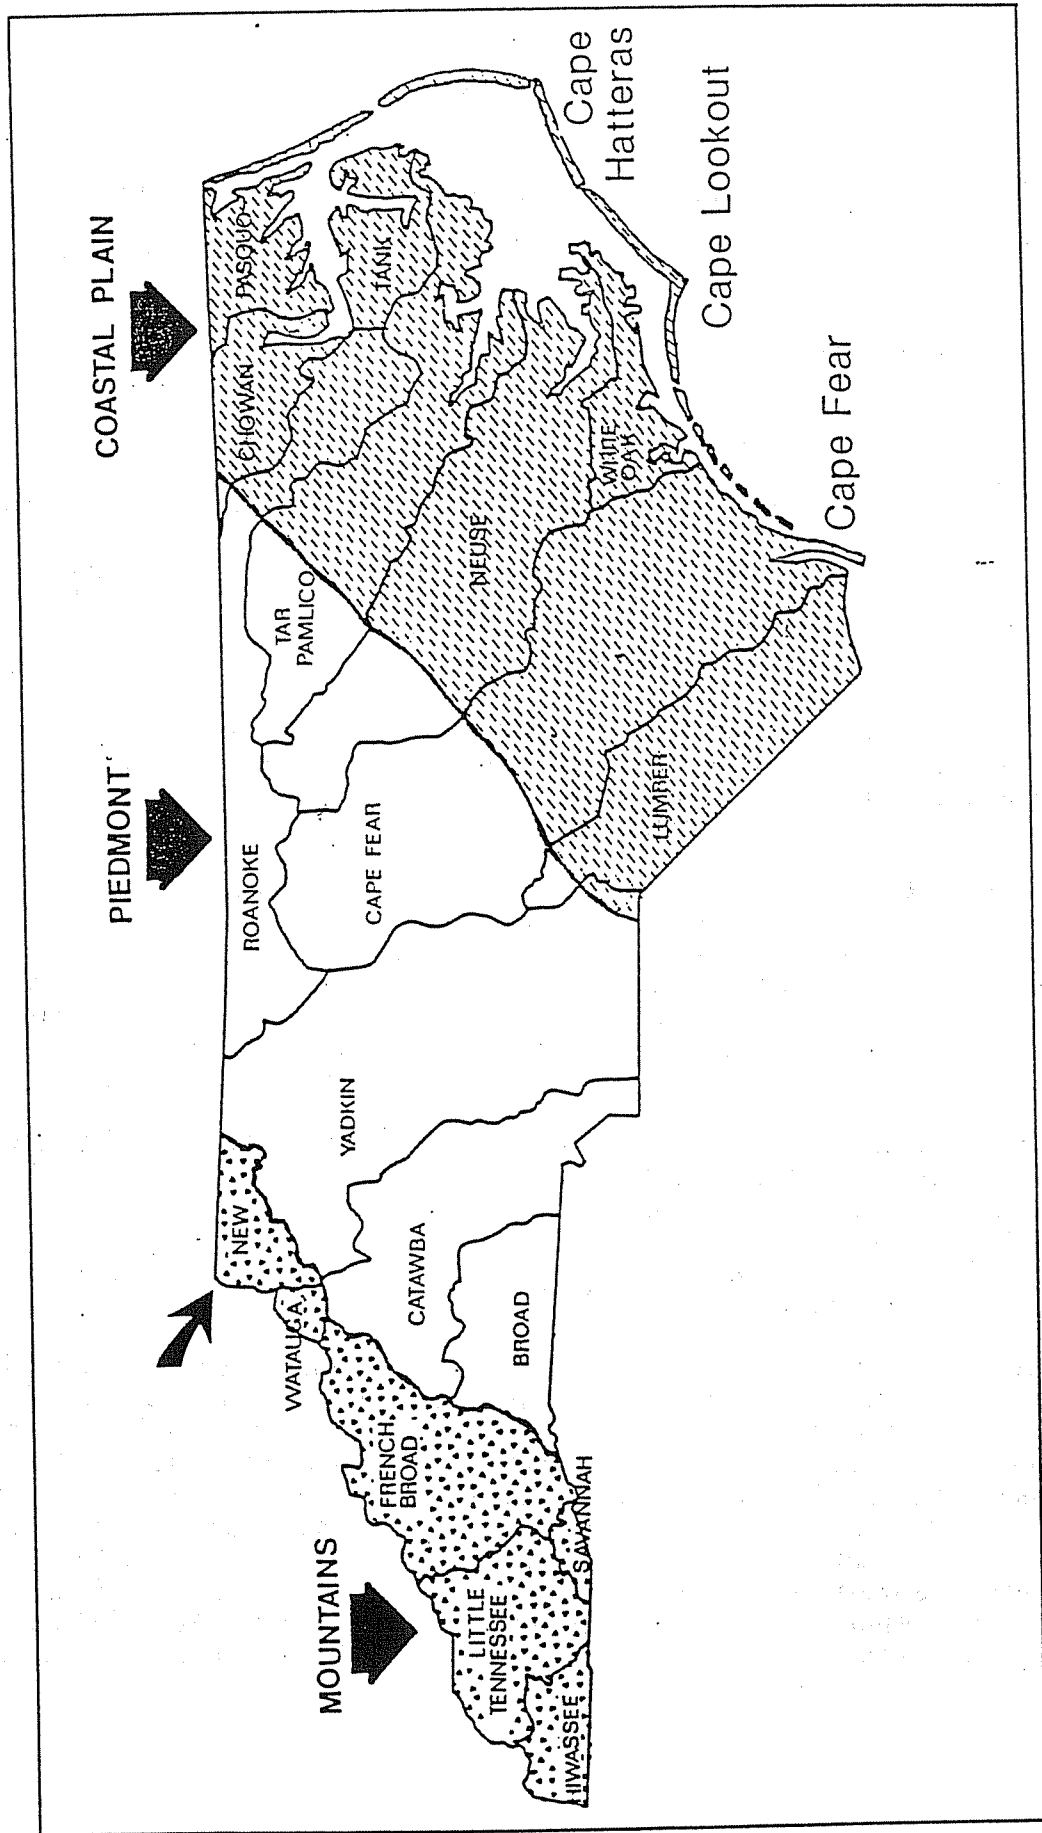 MOUNTAINS
PIEDMONT
COASTAL PLAIN
HIWASSEE
LITTLE
TENNESSEE
SAVANNAH
FRENCH
BROAD
WATAUGA
NEW
BROAD
CATAWBA
YADKIN
ROANOKE
CAPE FEAR
TAR
PAMLICO
LUMBER
NEUSE
WHITE
OAK
CHOWAN
PASQUO
TANK
Cape
Hatteras
Cape Lookout
Cape Fear